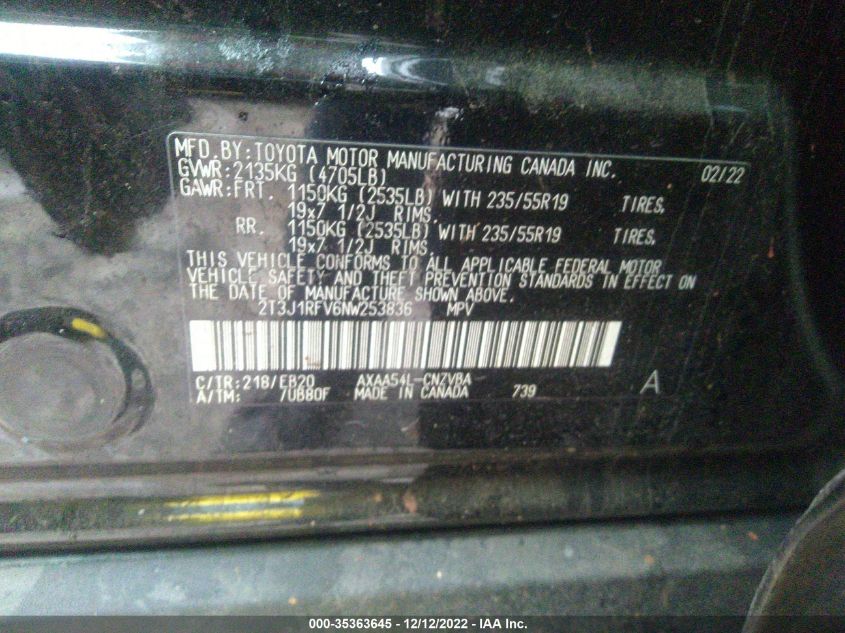 MFD. BY: TOYOTA MOTOR MANUFACTURING CANADA INC. 02/22
GVWR: 2135KG (4705LB)
GAWR: FRT. 1150KG (2535LB) WITH 235/55R19 TIRES,
19x7 1/2J RIMS,
RR. 1150KG (2535LB) WITH 235/55R19 TIRES,
19x7 1/2J RIMS,
THIS VEHICLE CONFORMS TO ALL APPLICABLE FEDERAL MOTOR
VEHICLE SAFETY AND THEFT PREVENTION STANDARDS IN EFFECT ON
THE DATE OF MANUFACTURE SHOWN ABOVE.
2T3J1RFV6NW253836 MPV
C/TR: 218/EB20 AXAA54L-CNZVBA
A/TM: 7UB80F MADE IN CANADA 739 A
000-35363645 - 12/12/2022 - IAA Inc.